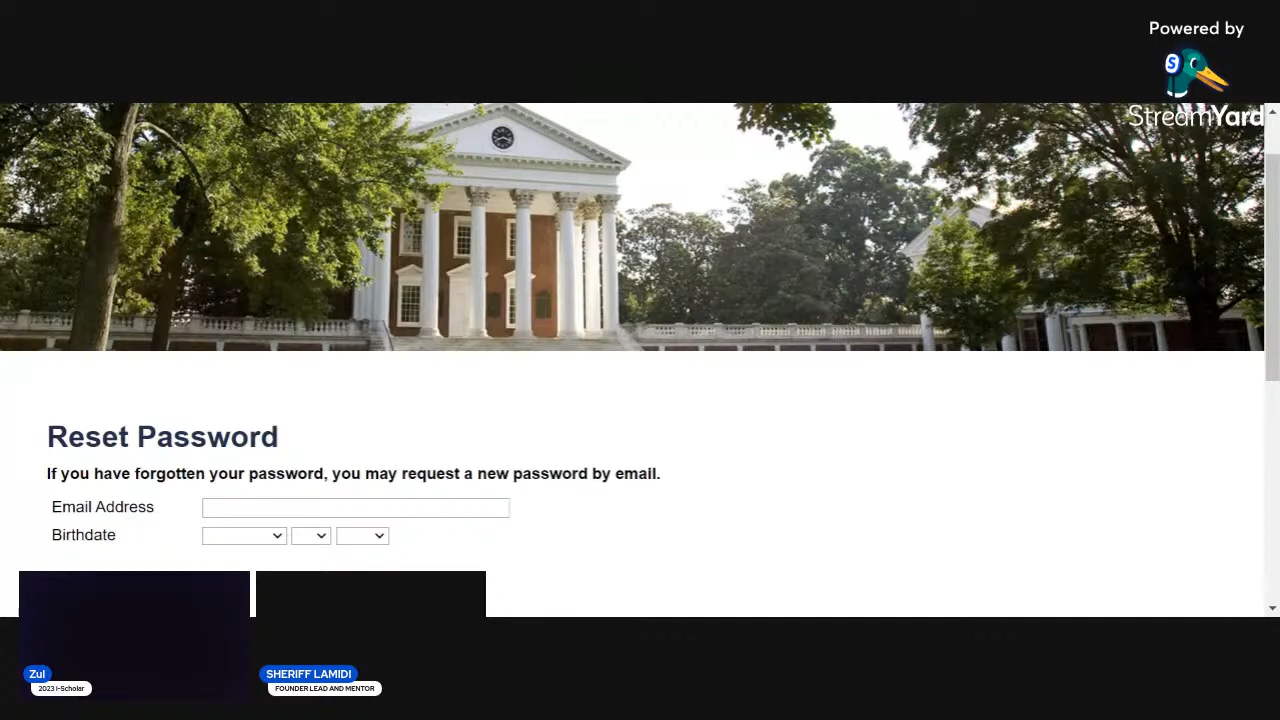 Powered by
S
StreamYard
Reset Password
If you have forgotten your password, you may request a new password by email.
Email Address
Birthdate
Zul
2023 i-Scholar
SHERIFF LAMIDI
FOUNDER LEAD AND MENTOR